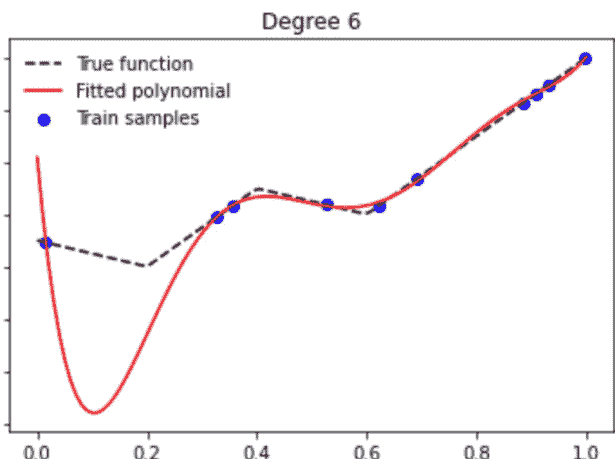 Degree 6
True function
Fitted polynomial
Train samples
0.0 0.2 0.4 0.6 0.8 1.0